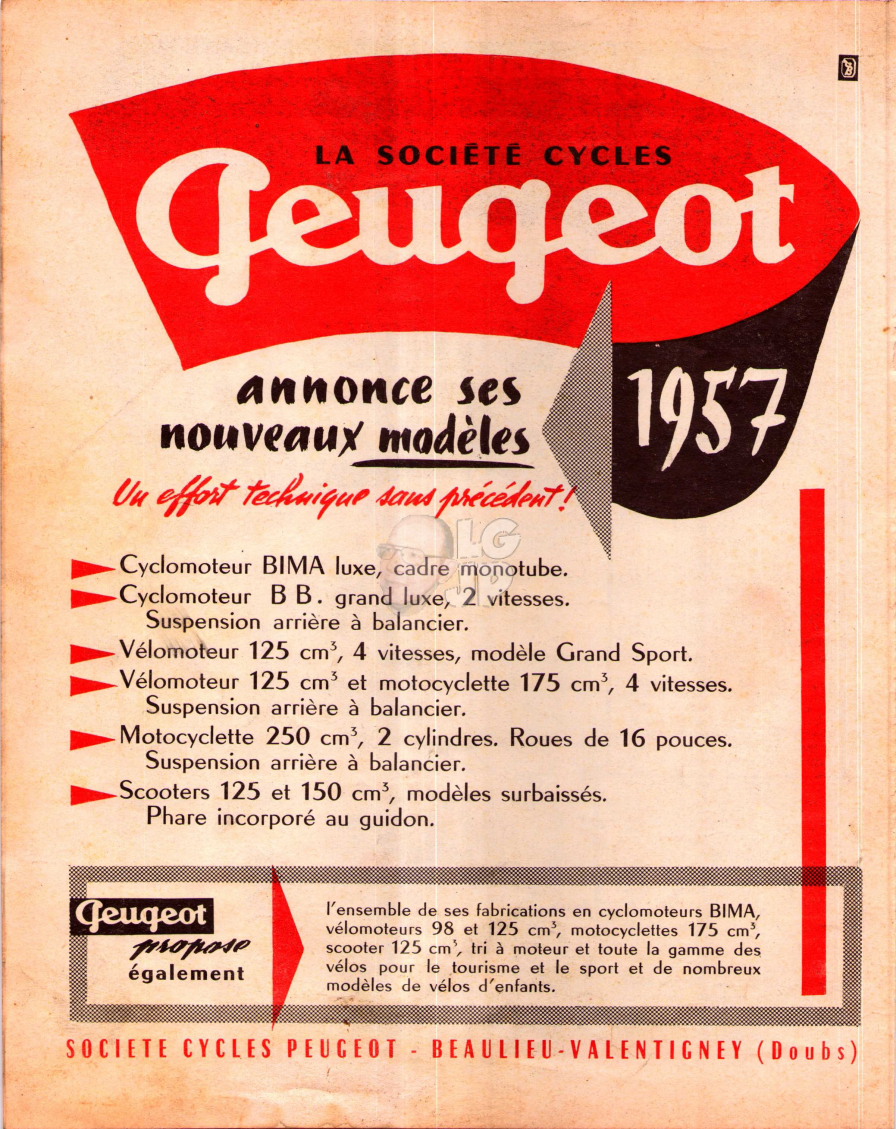 LA SOCIÉTÉ CYCLES
Peugeot
annonce ses
nouveaux modèles
1957
Un effort technique sans précédent !
LG
JP
Cyclomoteur BIMA luxe, cadre monotube.
Cyclomoteur B B. grand luxe, 2 vitesses.
Suspension arrière à balancier.
Vélomoteur 125 cm³, 4 vitesses, modèle Grand Sport.
Vélomoteur 125 cm³ et motocyclette 175 cm³, 4 vitesses.
Suspension arrière à balancier.
Motocyclette 250 cm³, 2 cylindres. Roues de 16 pouces.
Suspension arrière à balancier.
Scooters 125 et 150 cm³, modèles surbaissés.
Phare incorporé au guidon.
Peugeot
propose
également
l'ensemble de ses fabrications en cyclomoteurs BIMA,
vélomoteurs 98 et 125 cm³, motocyclettes 175 cm³,
scooter 125 cm³, tri à moteur et toute la gamme des
vélos pour le tourisme et le sport et de nombreux
modèles de vélos d'enfants.
SOCIETE CYCLES PEUGEOT - BEAULIEU-VALENTIGNEY (Doubs)